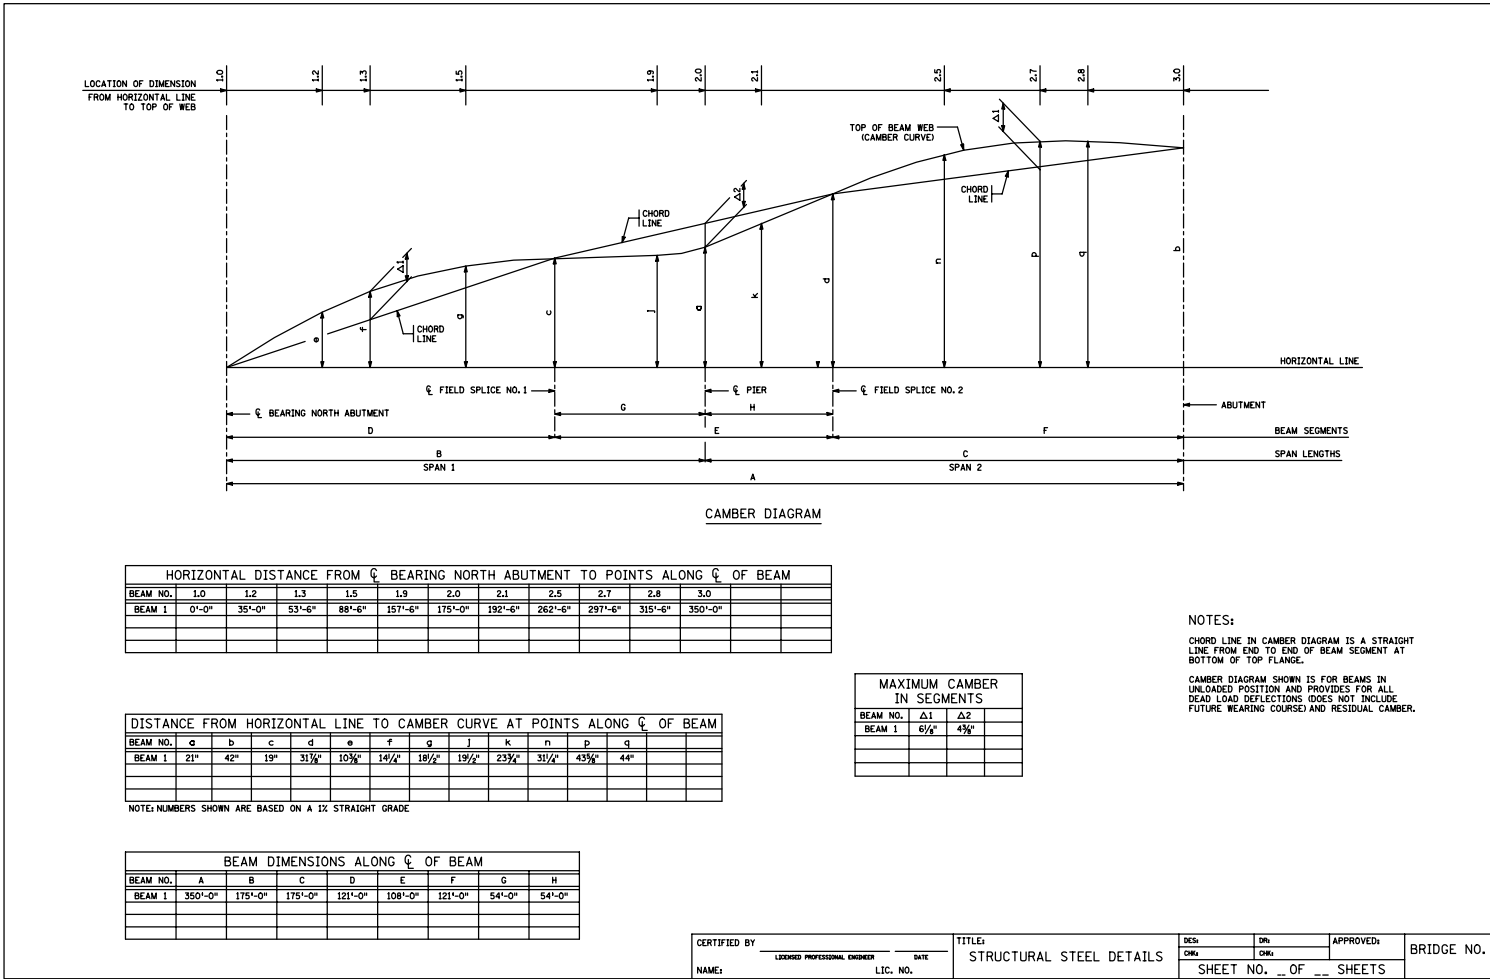 LOCATION OF DIMENSION
FROM HORIZONTAL LINE
TO TOP OF WEB
1.0
1.2
1.3
1.5
1.9
2.0
2.1
2.5
2.7
2.8
3.0
TOP OF BEAM WEB
(CAMBER CURVE)
Δ1
Δ2
CHORD
LINE
CHORD
LINE
Δ1
CHORD
LINE
e
f
g
c
j
a
k
d
n
p
q
b
HORIZONTAL LINE
℄ FIELD SPLICE NO. 1
℄ PIER
℄ FIELD SPLICE NO. 2
℄ BEARING NORTH ABUTMENT
G
H
ABUTMENT
D
E
F
BEAM SEGMENTS
B
C
SPAN LENGTHS
SPAN 1
SPAN 2
A
CAMBER DIAGRAM
HORIZONTAL DISTANCE FROM ℄ BEARING NORTH ABUTMENT TO POINTS ALONG ℄ OF BEAM
BEAM NO. 1.0 1.2 1.3 1.5 1.9 2.0 2.1 2.5 2.7 2.8 3.0
BEAM 1 0'-0" 35'-0" 53'-6" 88'-6" 157'-6" 175'-0" 192'-6" 262'-6" 297'-6" 315'-6" 350'-0"
NOTES:
CHORD LINE IN CAMBER DIAGRAM IS A STRAIGHT
LINE FROM END TO END OF BEAM SEGMENT AT
BOTTOM OF TOP FLANGE.
CAMBER DIAGRAM SHOWN IS FOR BEAMS IN
UNLOADED POSITION AND PROVIDES FOR ALL
DEAD LOAD DEFLECTIONS (DOES NOT INCLUDE
FUTURE WEARING COURSE) AND RESIDUAL CAMBER.
MAXIMUM CAMBER
IN SEGMENTS
BEAM NO. Δ1 Δ2
BEAM 1 6⅛" 4⅜"
DISTANCE FROM HORIZONTAL LINE TO CAMBER CURVE AT POINTS ALONG ℄ OF BEAM
BEAM NO. a b c d e f g j k n p q
BEAM 1 21" 42" 19" 31⅞" 10⅜" 14¼" 18½" 19½" 23¾" 31¼" 43⅝" 44"
NOTE: NUMBERS SHOWN ARE BASED ON A 1% STRAIGHT GRADE
BEAM DIMENSIONS ALONG ℄ OF BEAM
BEAM NO. A B C D E F G H
BEAM 1 350'-0" 175'-0" 175'-0" 121'-0" 108'-0" 121'-0" 54'-0" 54'-0"
CERTIFIED BY
LICENSED PROFESSIONAL ENGINEER DATE
NAME: LIC. NO.
TITLE:
STRUCTURAL STEEL DETAILS
DES: DR: APPROVED:
CHK: CHK:
SHEET NO. __ OF __ SHEETS
BRIDGE NO.